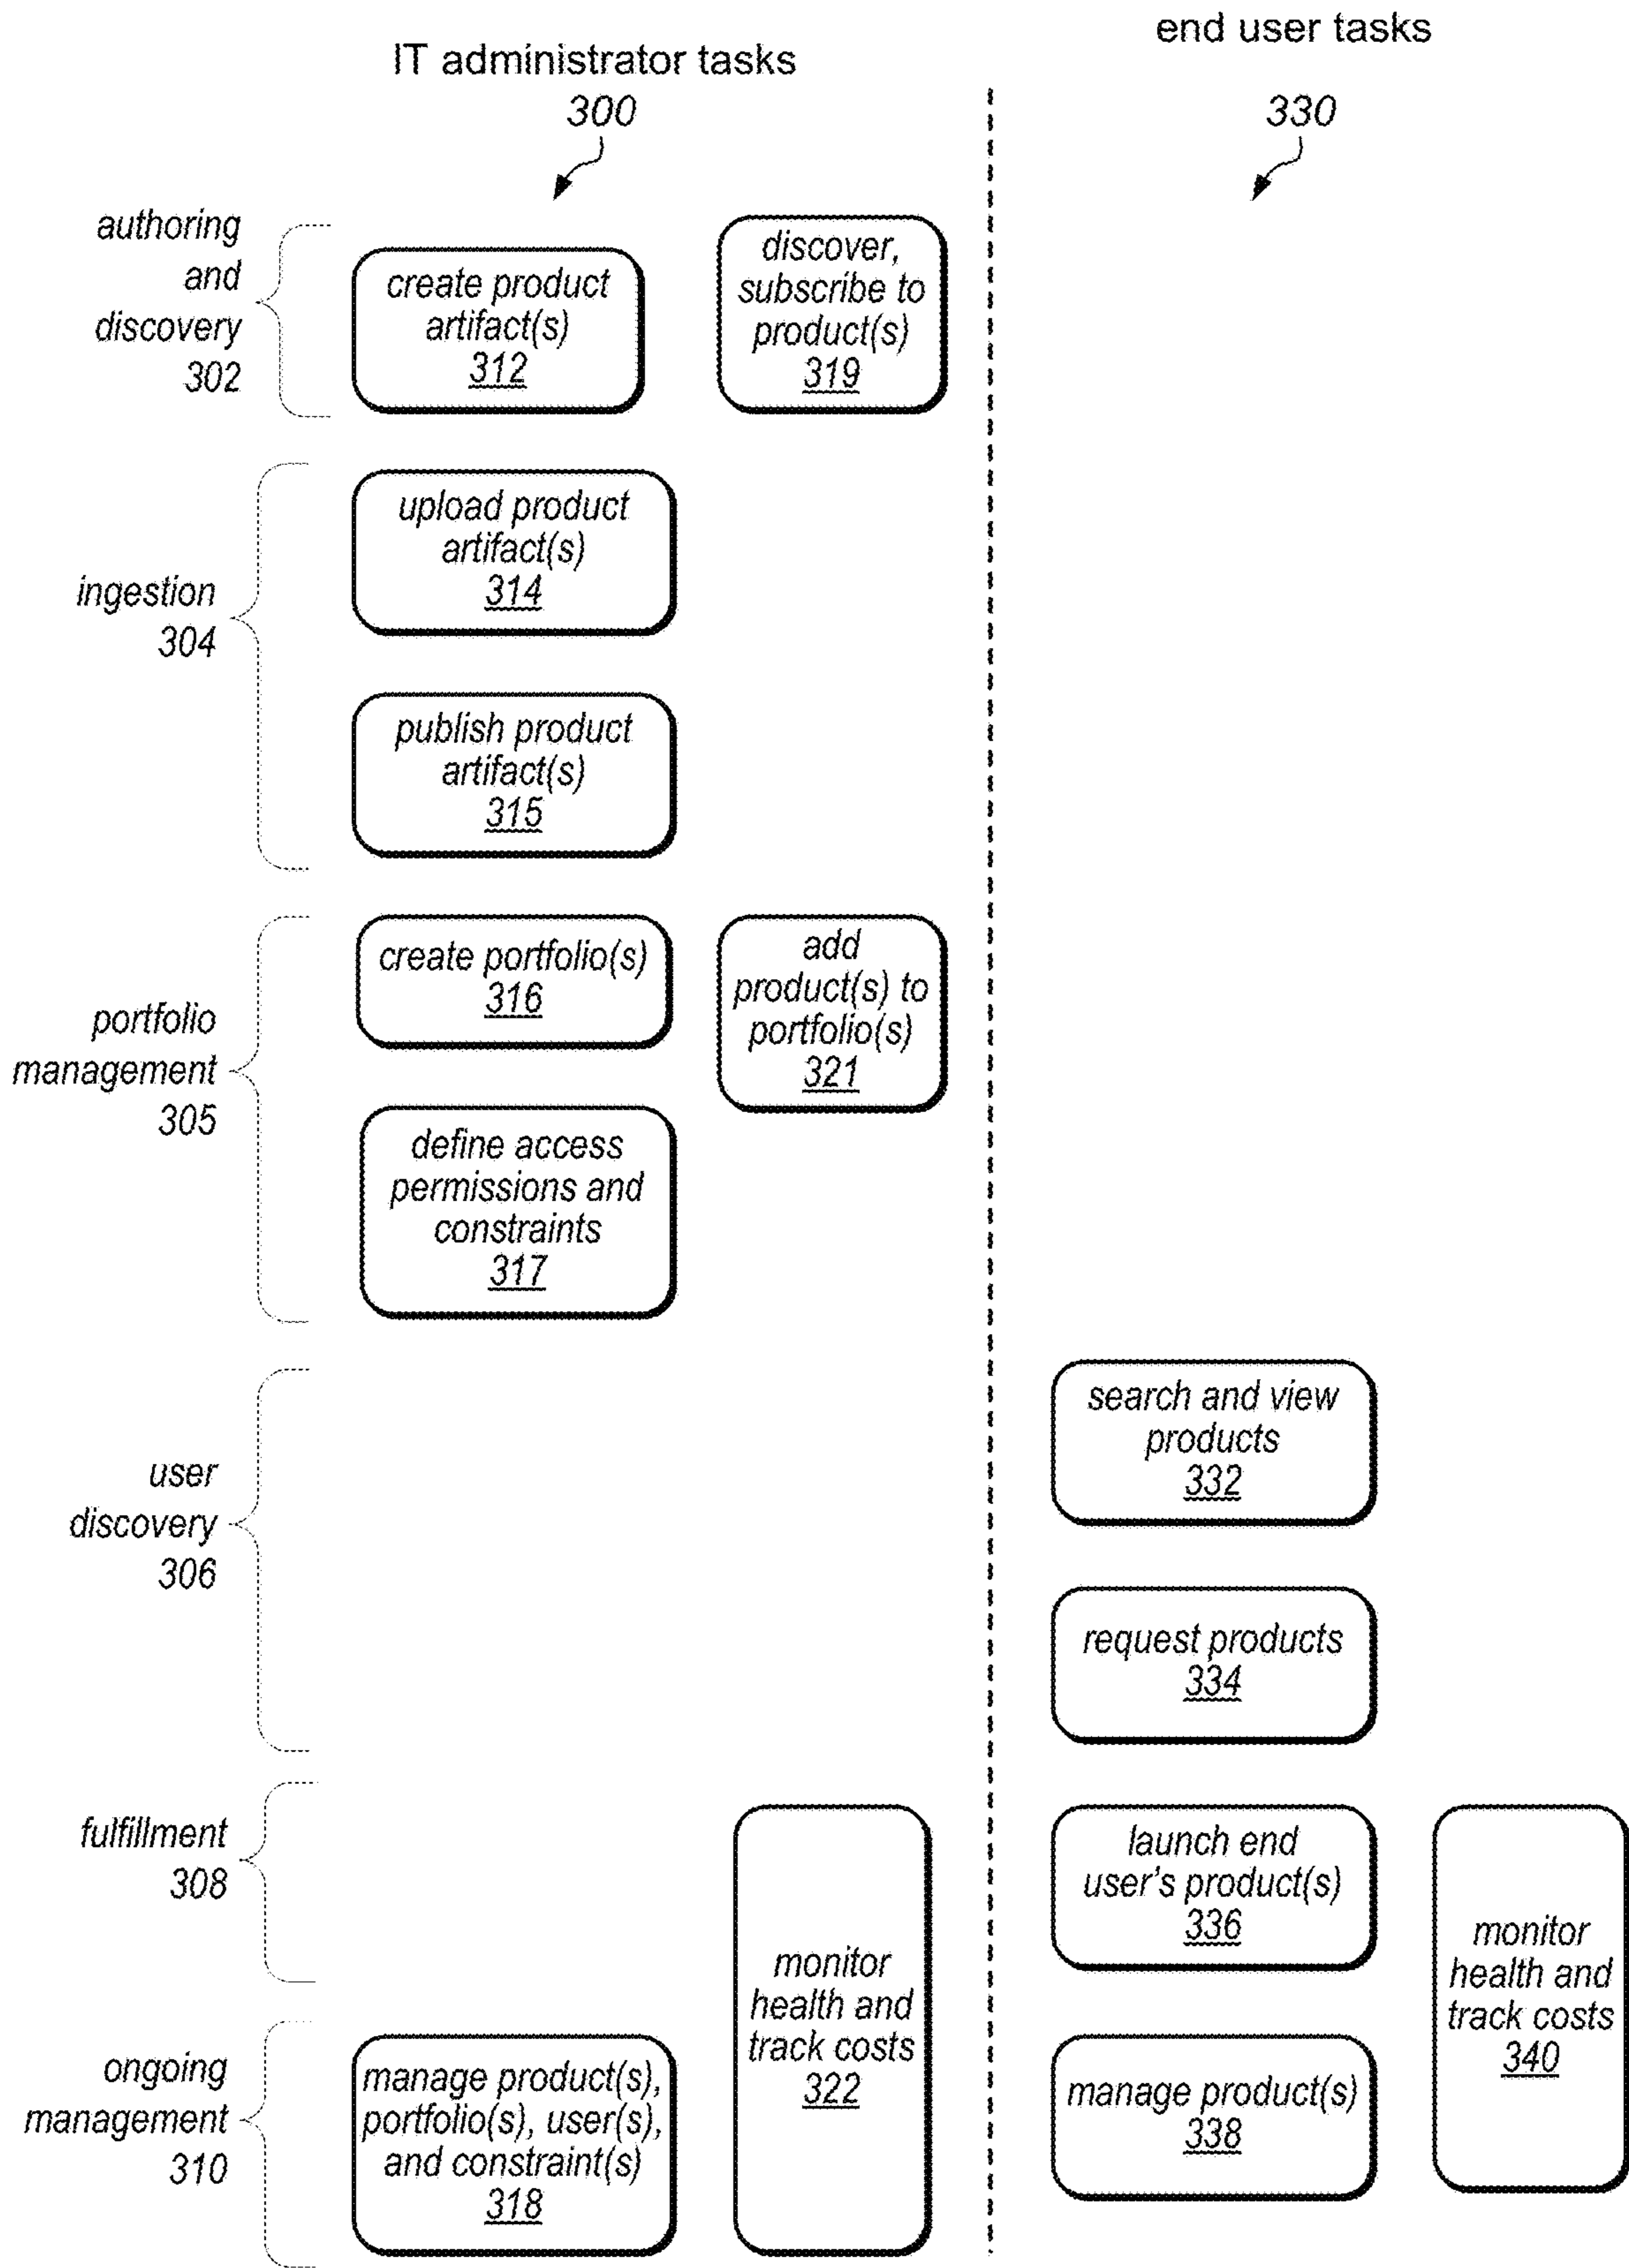 IT administrator tasks
300
end user tasks
330
authoring
and
discovery
302
create product
artifact(s)
312
discover,
subscribe to
product(s)
319
ingestion
304
upload product
artifact(s)
314
publish product
artifact(s)
315
portfolio
management
305
create portfolio(s)
316
add
product(s) to
portfolio(s)
321
define access
permissions and
constraints
317
user
discovery
306
search and view
products
332
request products
334
fulfillment
308
launch end
user's product(s)
336
monitor
health and
track costs
322
monitor
health and
track costs
340
ongoing
management
310
manage product(s),
portfolio(s), user(s),
and constraint(s)
318
manage product(s)
338